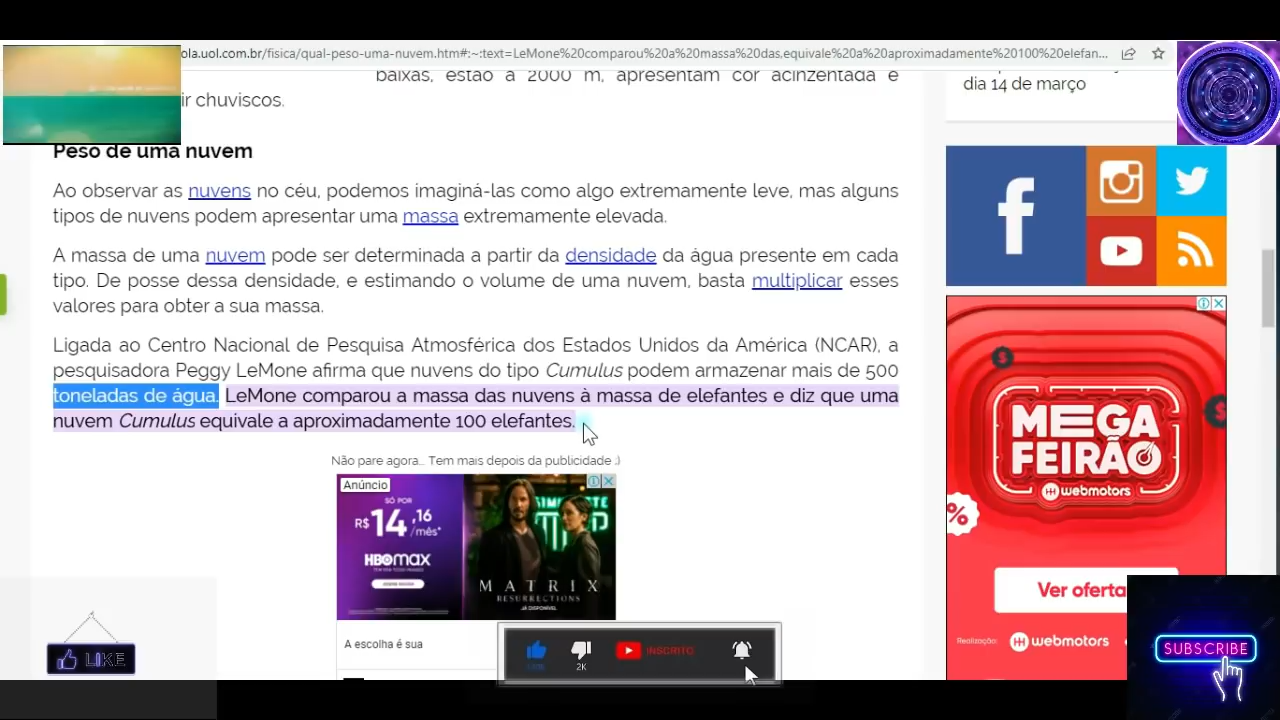 ola.uol.com.br/fisica/qual-peso-uma-nuvem.htm#:~:text=LeMone%20comparou%20a%20massa%20das,equivale%20a%20aproximadamente%20100%20elefan...
baixas, estão a 2000 m, apresentam cor acinzentada e
ir chuviscos.
dia 14 de março
Peso de uma nuvem
Ao observar as nuvens no céu, podemos imaginá-las como algo extremamente leve, mas alguns
tipos de nuvens podem apresentar uma massa extremamente elevada.
A massa de uma nuvem pode ser determinada a partir da densidade da água presente em cada
tipo. De posse dessa densidade, e estimando o volume de uma nuvem, basta multiplicar esses
valores para obter a sua massa.
Ligada ao Centro Nacional de Pesquisa Atmosférica dos Estados Unidos da América (NCAR), a
pesquisadora Peggy LeMone afirma que nuvens do tipo Cumulus podem armazenar mais de 500
toneladas de água. LeMone comparou a massa das nuvens à massa de elefantes e diz que uma
nuvem Cumulus equivale a aproximadamente 100 elefantes.
Não pare agora... Tem mais depois da publicidade ;)
Anúncio
SÓ POR
R$ 14,16
/mês*
HBOMAX
MATRIX
RESURRECTIONS
JÁ DISPONÍVEL
A escolha é sua
MEGA
FEIRÃO
webmotors
%
Ver oferta
Realização:
webmotors
LIKE
2K
INSCRITO
SUBSCRIBE